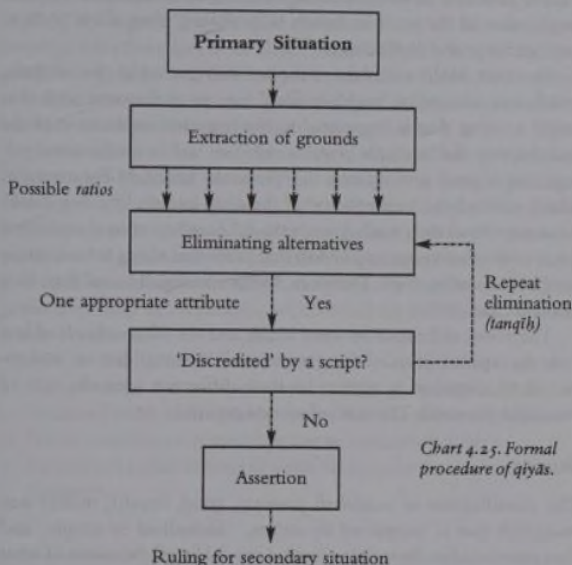 Primary Situation
Extraction of grounds
Possible ratios
Eliminating alternatives
One appropriate attribute
Yes
Repeat
elimination
(tanqīḥ)
'Discredited' by a script?
No
Chart 4.25. Formal
procedure of qiyās.
Assertion
Ruling for secondary situation